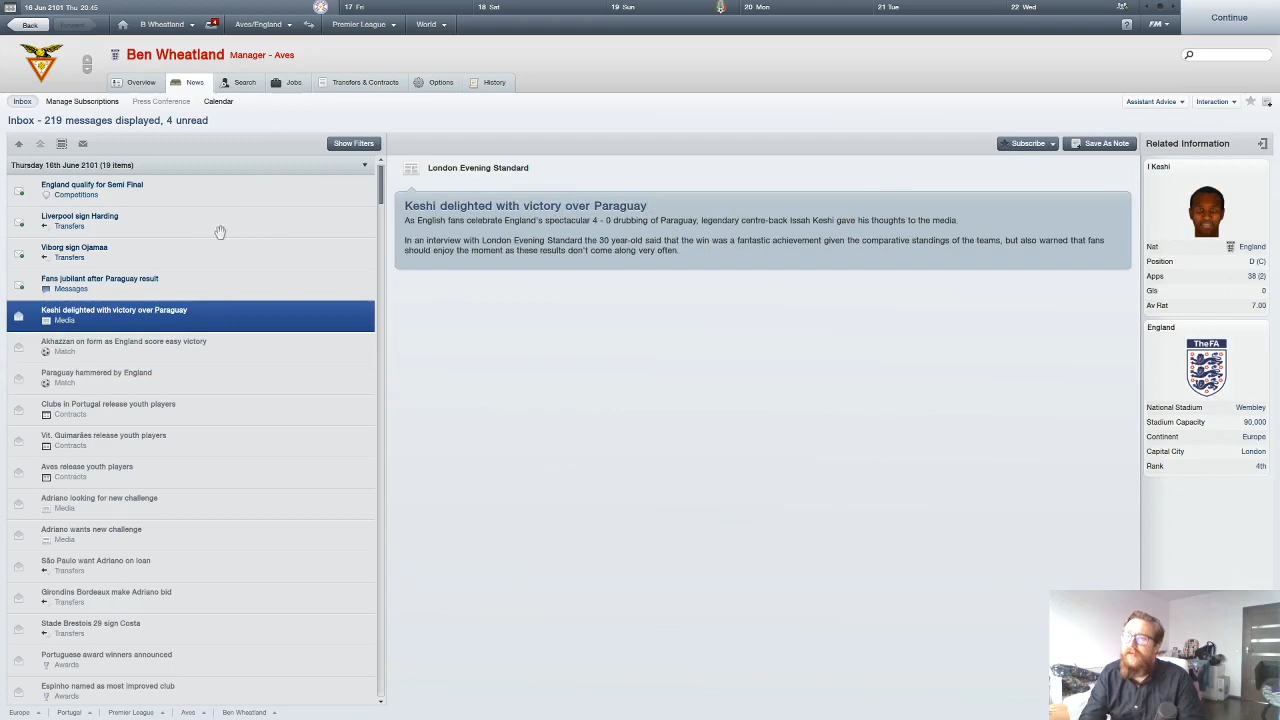 16 Jun 2101 Thu 20.45
17 Fri
18 Sat
19 Sun
20 Mon
21 Tue
22 Wed
Back
Forward
B Wheatland
4
Aves/England
Premier League
World
?
FM
Continue
Ben Wheatland
Manager - Aves
Overview
News
Search
Jobs
Transfers & Contracts
Options
History
Inbox
Manage Subscriptions
Press Conference
Calendar
Assistant Advice
Interaction
Inbox - 219 messages displayed, 4 unread
Show Filters
Subscribe
Save As Note
Related Information
Thursday 16th June 2101 (19 items)
England qualify for Semi Final
Competitions
Liverpool sign Harding
Transfers
Viborg sign Ojamaa
Transfers
Fans jubilant after Paraguay result
Messages
Keshi delighted with victory over Paraguay
Media
Akhazzan on form as England score easy victory
Match
Paraguay hammered by England
Match
Clubs in Portugal release youth players
Contracts
Vit. Guimarães release youth players
Contracts
Aves release youth players
Contracts
Adriano looking for new challenge
Media
Adriano wants new challenge
Media
São Paulo want Adriano on loan
Transfers
Girondins Bordeaux make Adriano bid
Transfers
Stade Brestois 29 sign Costa
Transfers
Portuguese award winners announced
Awards
Espinho named as most improved club
Awards
London Evening Standard
Keshi delighted with victory over Paraguay
As English fans celebrate England's spectacular 4 - 0 drubbing of Paraguay, legendary centre-back Issah Keshi gave his thoughts to the media.
In an interview with London Evening Standard the 30 year-old said that the win was a fantastic achievement given the comparative standings of the teams, but also warned that fans
should enjoy the moment as these results don't come along very often.
I Keshi
Nat England
Position D (C)
Apps 38 (2)
Gls 0
Av Rat 7.00
England
TheFA
National Stadium Wembley
Stadium Capacity 90,000
Continent Europe
Capital City London
Rank 4th
Europe
Portugal
Premier League
Aves
Ben Wheatland